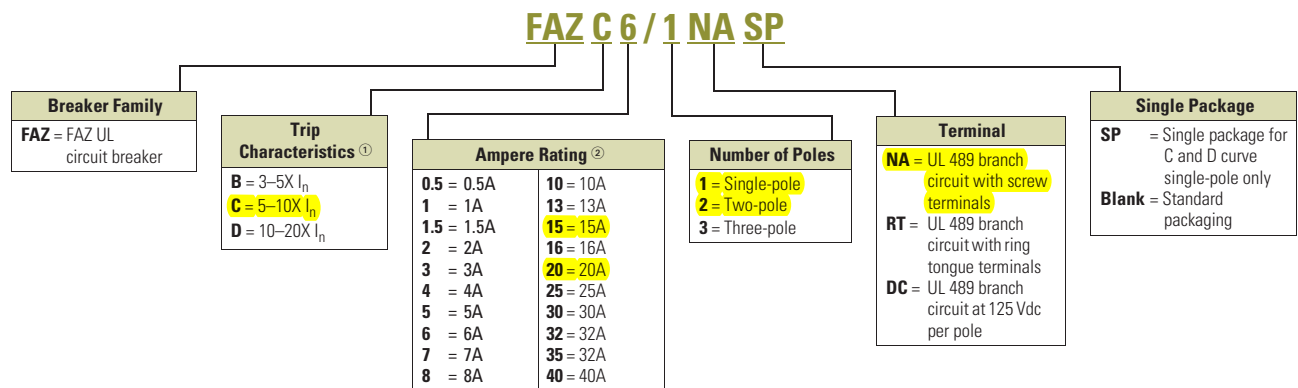 FAZ C 6 / 1 NA SP
Breaker Family
FAZ = FAZ UL
circuit breaker
Trip
Characteristics ①
B = 3–5X In
C = 5–10X In
D = 10–20X In
Ampere Rating ②
0.5 = 0.5A
1 = 1A
1.5 = 1.5A
2 = 2A
3 = 3A
4 = 4A
5 = 5A
6 = 6A
7 = 7A
8 = 8A
10 = 10A
13 = 13A
15 = 15A
16 = 16A
20 = 20A
25 = 25A
30 = 30A
32 = 32A
35 = 32A
40 = 40A
Number of Poles
1 = Single-pole
2 = Two-pole
3 = Three-pole
Terminal
NA = UL 489 branch
circuit with screw
terminals
RT = UL 489 branch
circuit with ring
tongue terminals
DC = UL 489 branch
circuit at 125 Vdc
per pole
Single Package
SP = Single package for
C and D curve
single-pole only
Blank = Standard
packaging